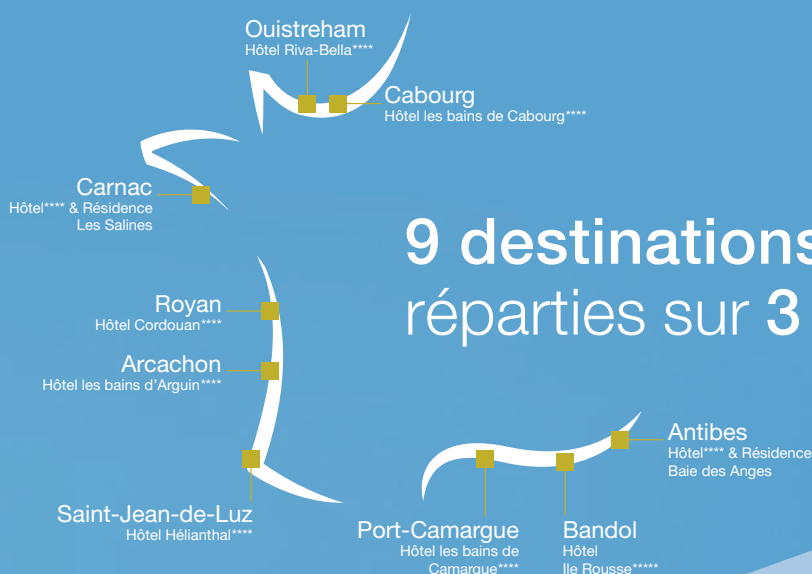 Ouistreham
Hôtel Riva-Bella****
Cabourg
Hôtel les bains de Cabourg****
Carnac
Hôtel**** & Résidence
Les Salines
9 destinations
réparties sur 3
Royan
Hôtel Cordouan****
Arcachon
Hôtel les bains d'Arguin****
Saint-Jean-de-Luz
Hôtel Hélianthal****
Port-Camargue
Hôtel les bains de
Camargue****
Bandol
Hôtel
Ile Rousse*****
Antibes
Hôtel**** & Résidence
Baie des Anges